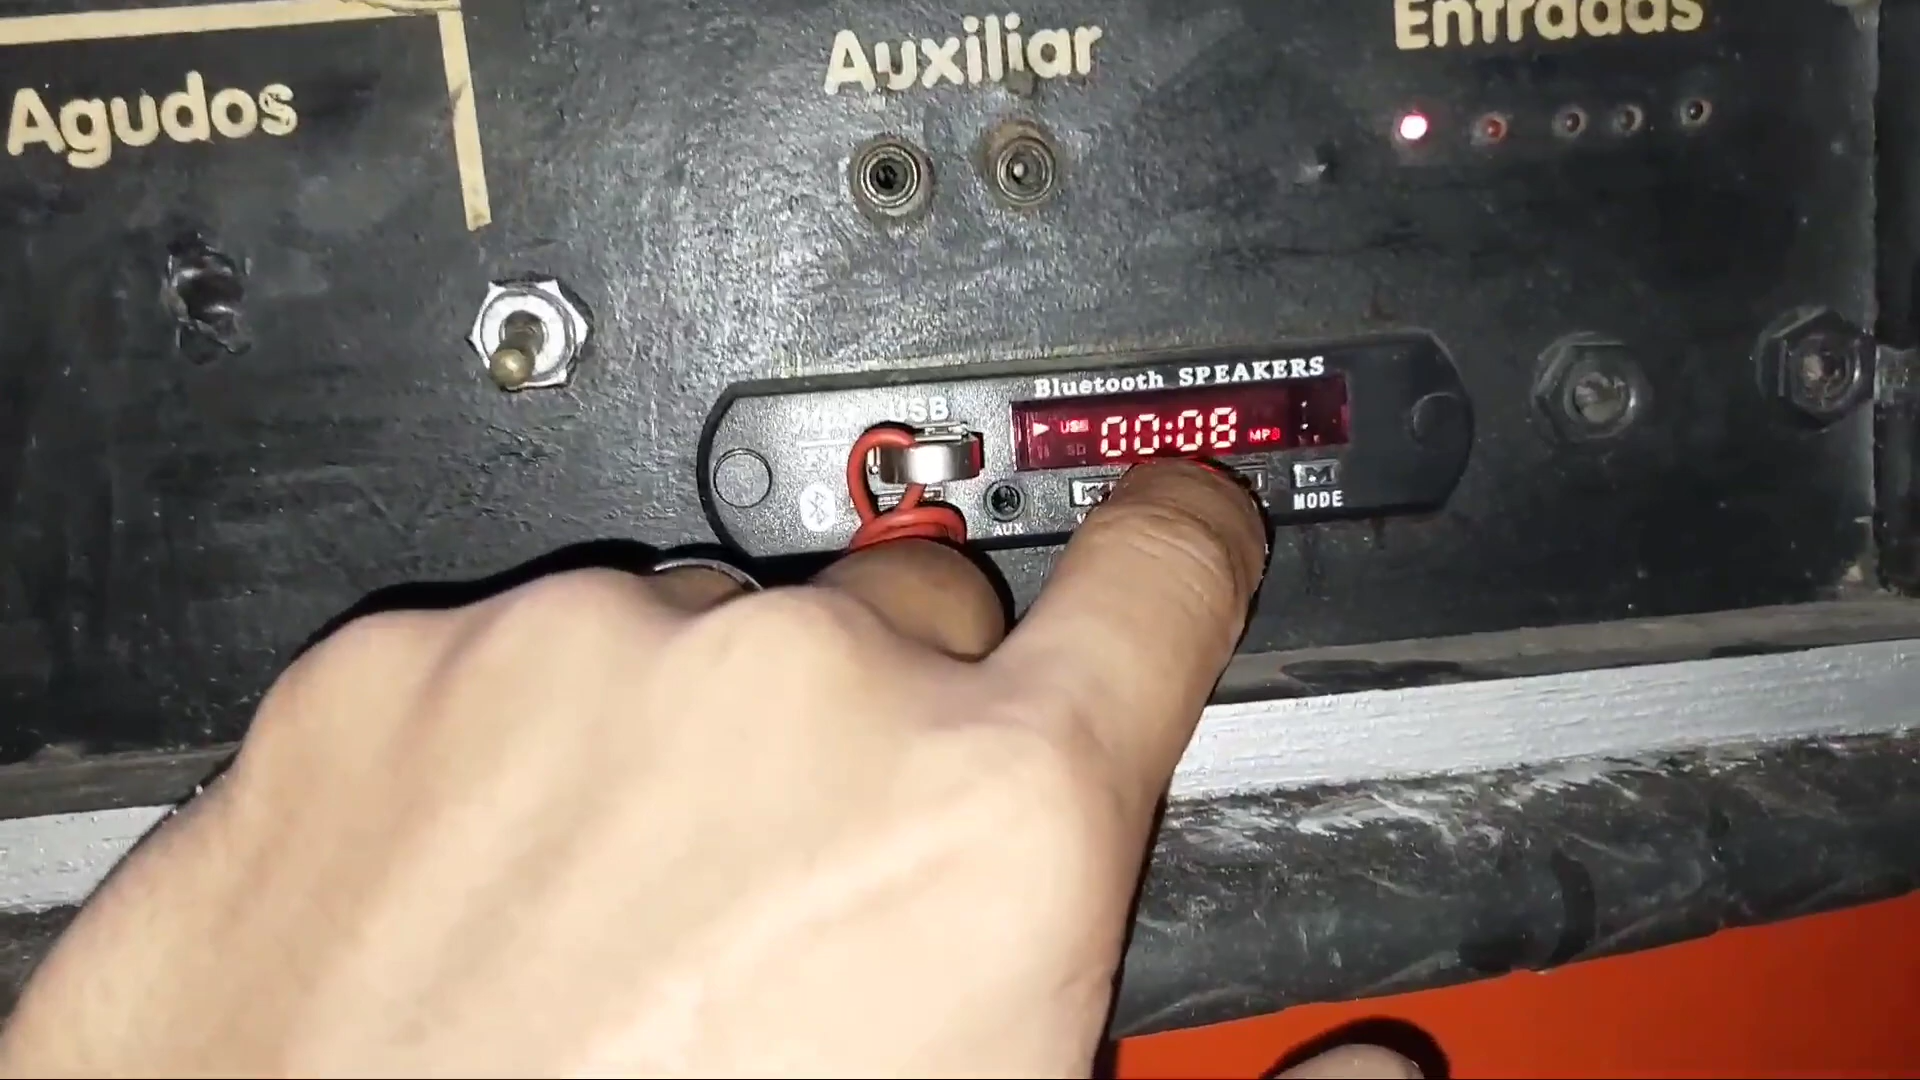 Agudos
Auxiliar
Entradas
Bluetooth SPEAKERS
USB
USB
SD
00:08
MP3
AUX
MODE